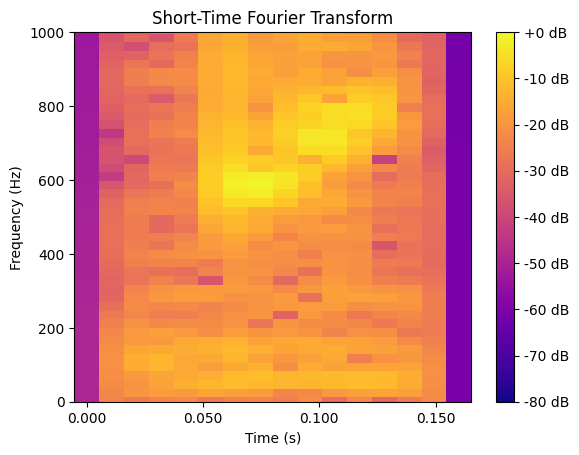 Short-Time Fourier Transform
1000
800
600
400
200
0
Frequency (Hz)
0.000
0.050
0.100
0.150
Time (s)
+0 dB
-10 dB
-20 dB
-30 dB
-40 dB
-50 dB
-60 dB
-70 dB
-80 dB